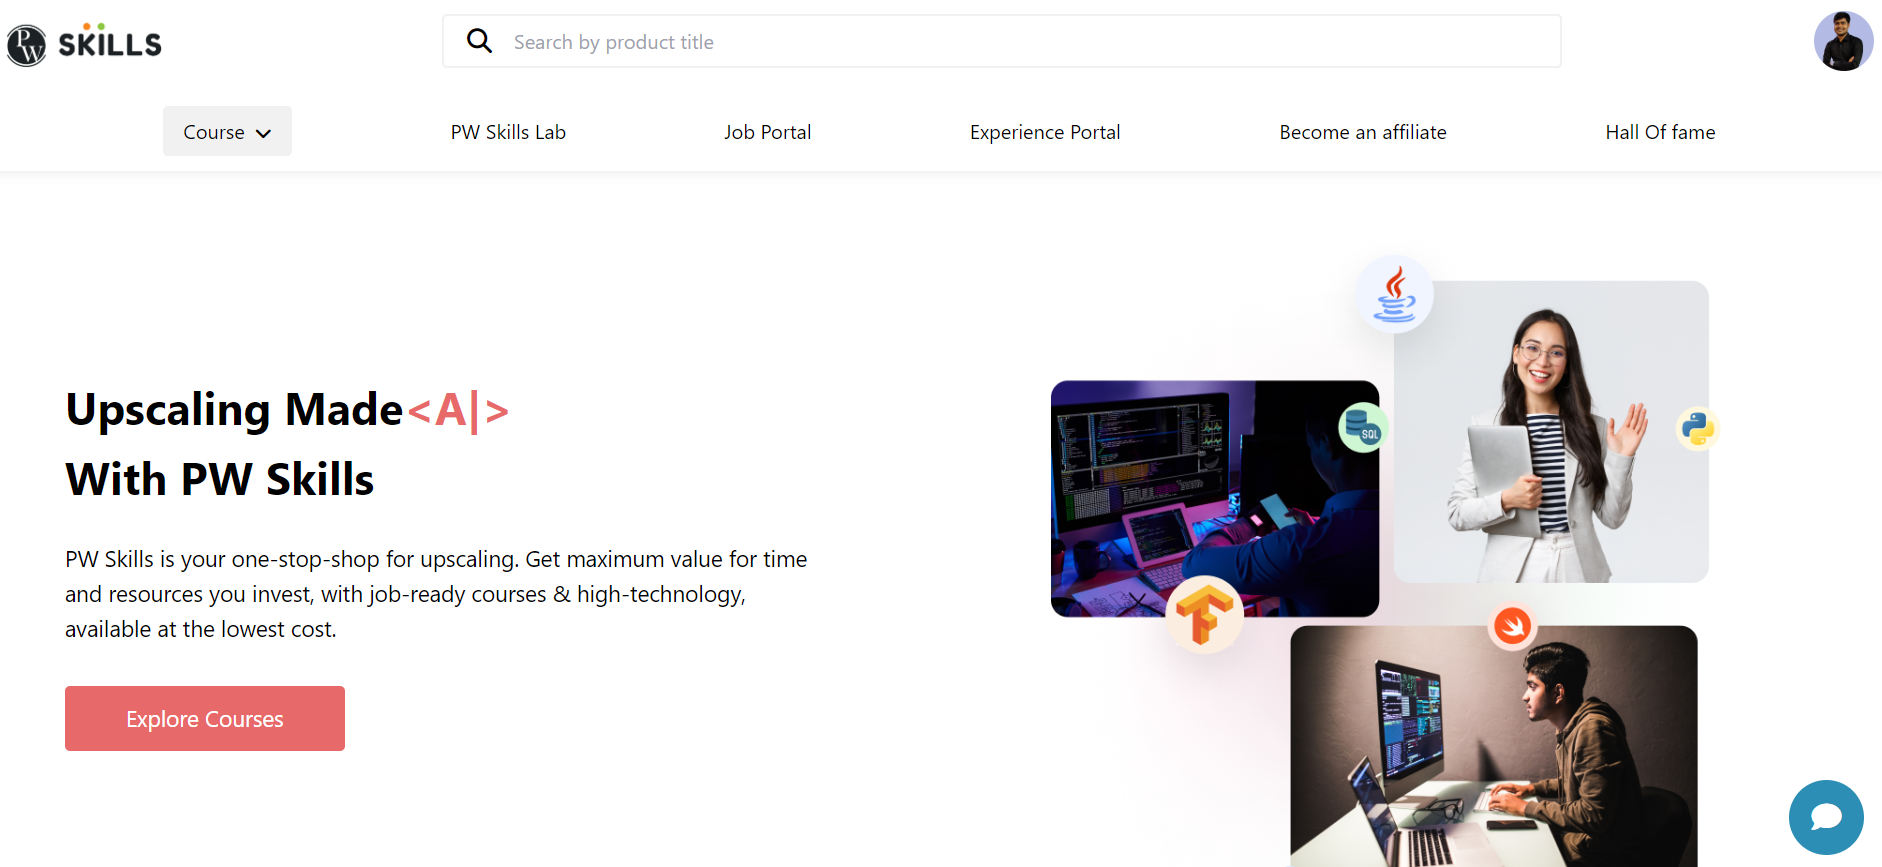 PW SKILLS
Search by product title
Course
PW Skills Lab
Job Portal
Experience Portal
Become an affiliate
Hall Of fame
Upscaling Made<A|>
With PW Skills
PW Skills is your one-stop-shop for upscaling. Get maximum value for time
and resources you invest, with job-ready courses & high-technology,
available at the lowest cost.
Explore Courses
SQL